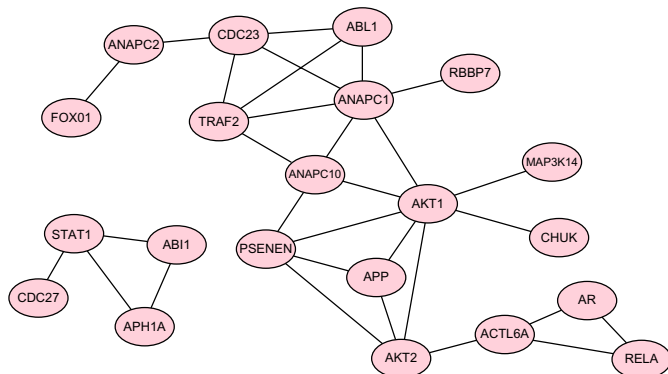 ABL1
CDC23
ANAPC2
RBBP7
ANAPC1
FOX01
TRAF2
MAP3K14
ANAPC10
AKT1
STAT1
CHUK
ABI1
PSENEN
APP
CDC27
AR
APH1A
ACTL6A
AKT2
RELA